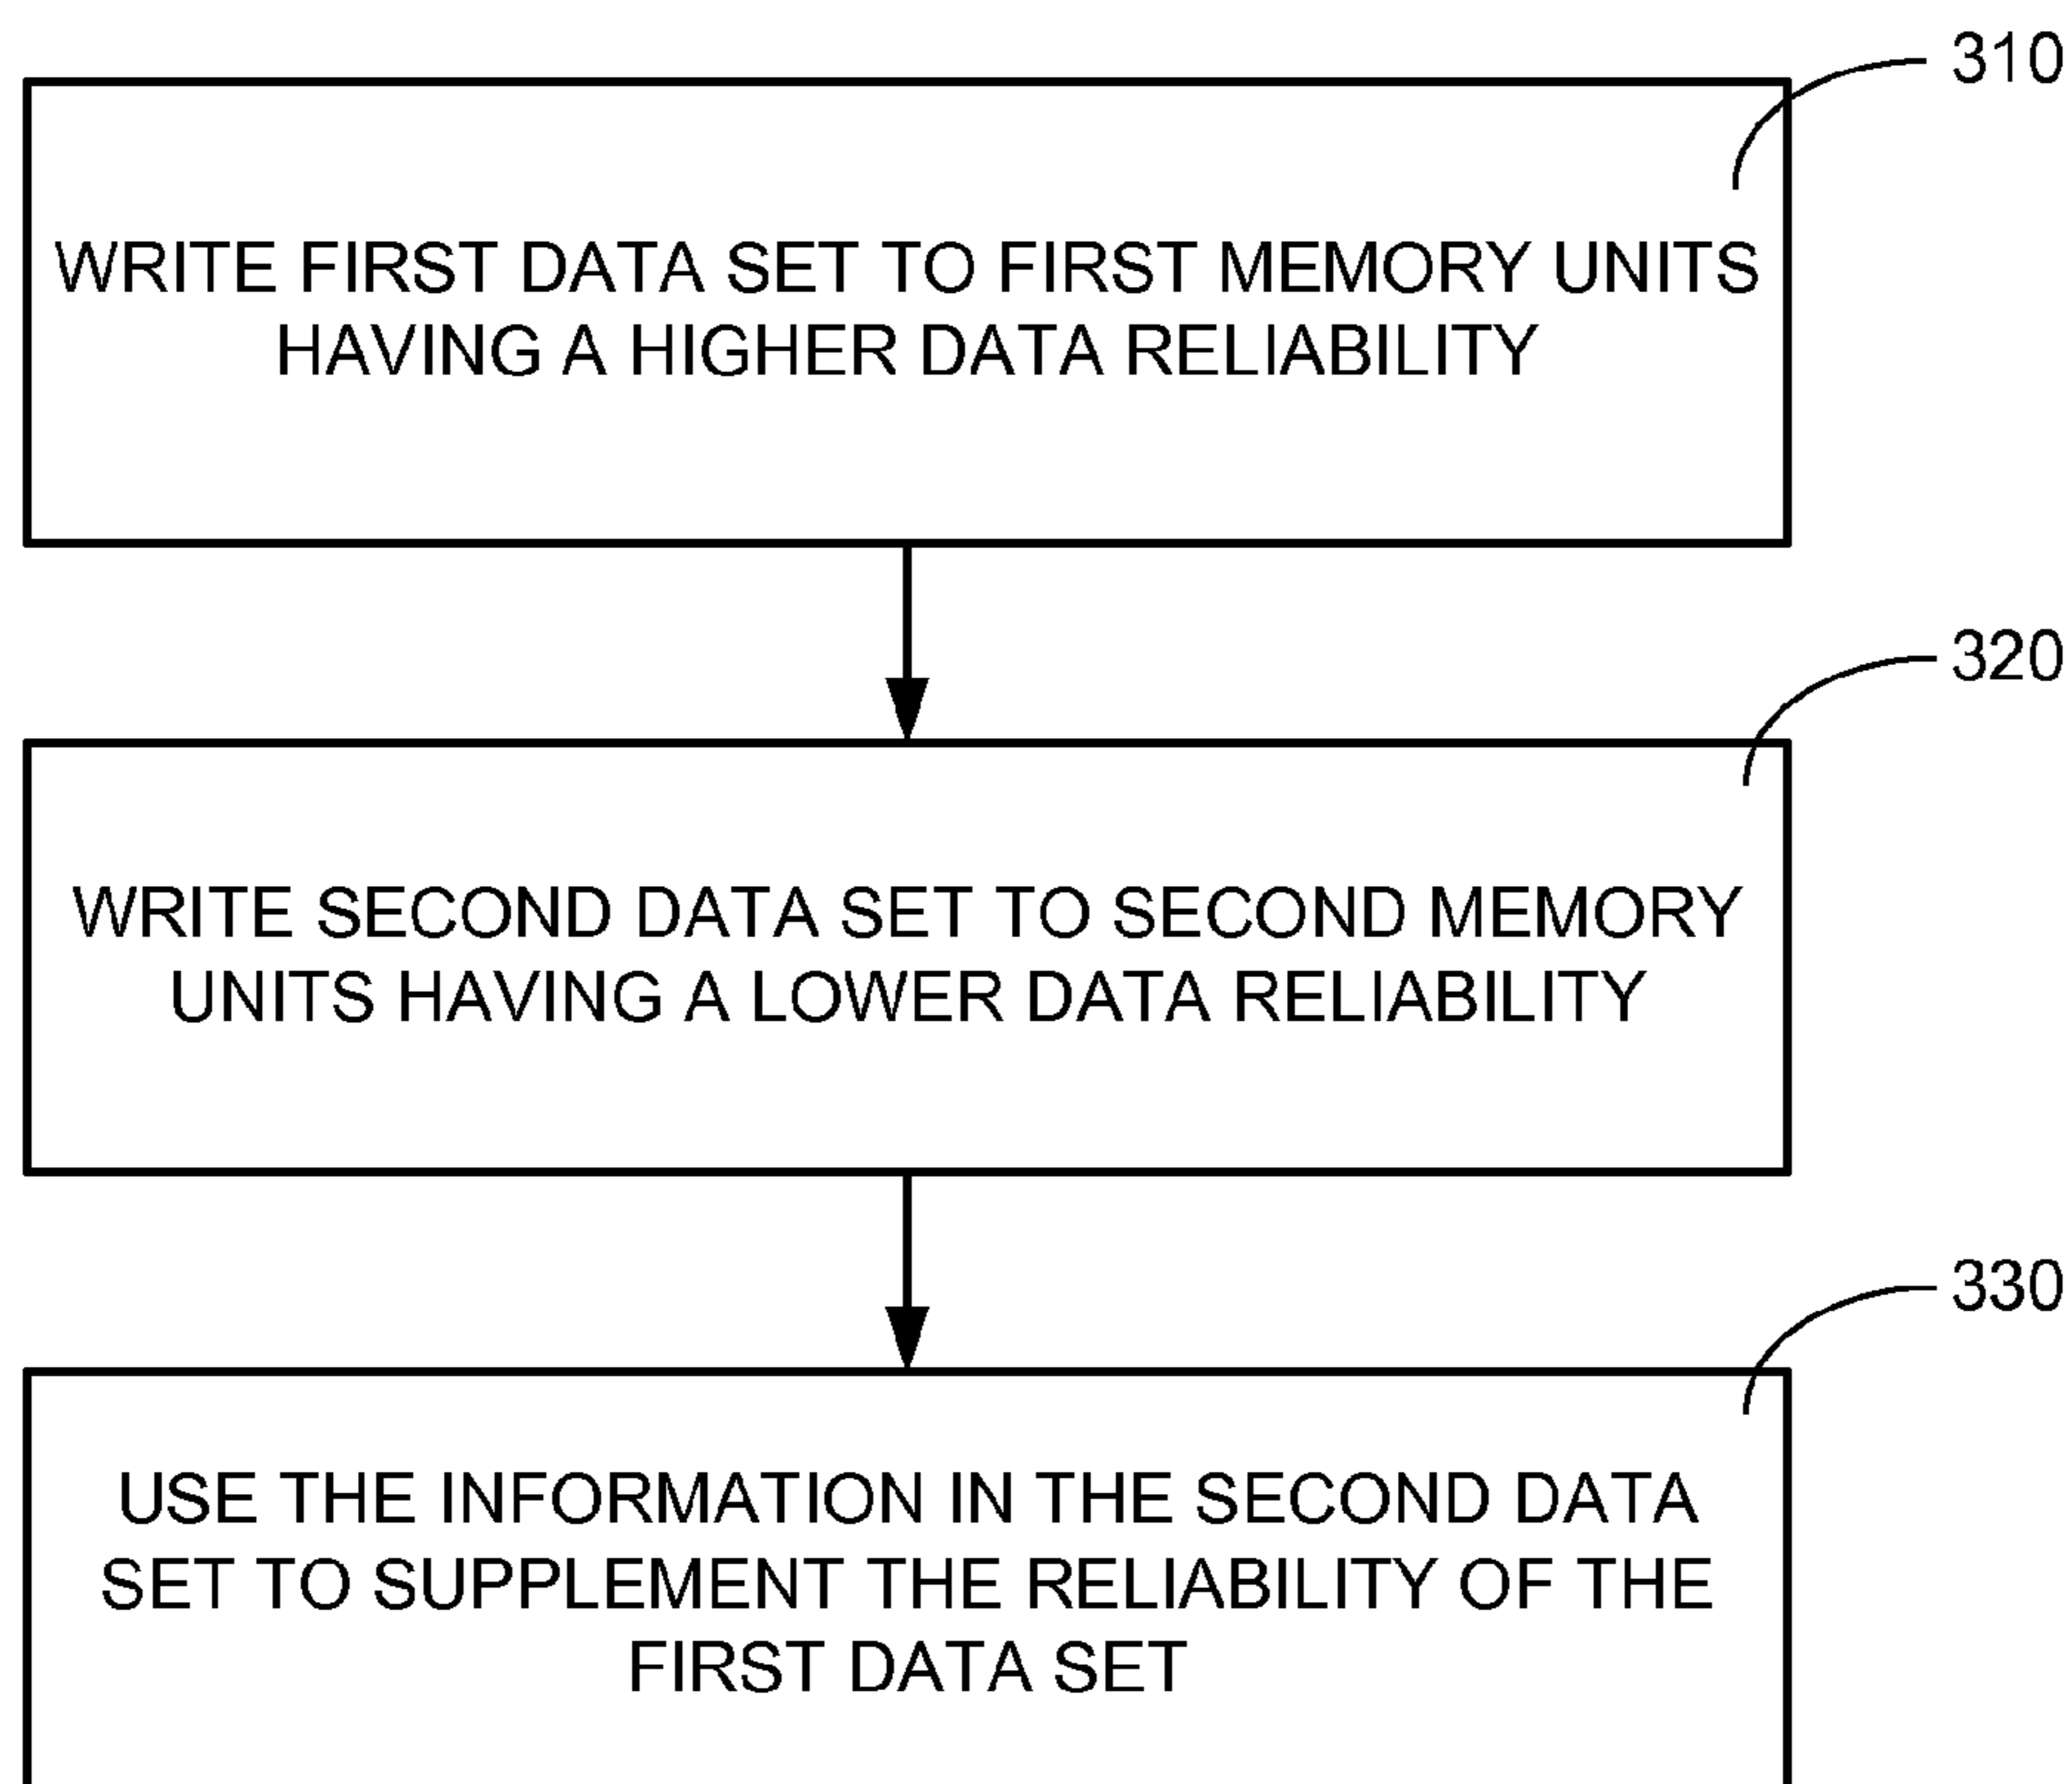 310
WRITE FIRST DATA SET TO FIRST MEMORY UNITS
HAVING A HIGHER DATA RELIABILITY
320
WRITE SECOND DATA SET TO SECOND MEMORY
UNITS HAVING A LOWER DATA RELIABILITY
330
USE THE INFORMATION IN THE SECOND DATA
SET TO SUPPLEMENT THE RELIABILITY OF THE
FIRST DATA SET